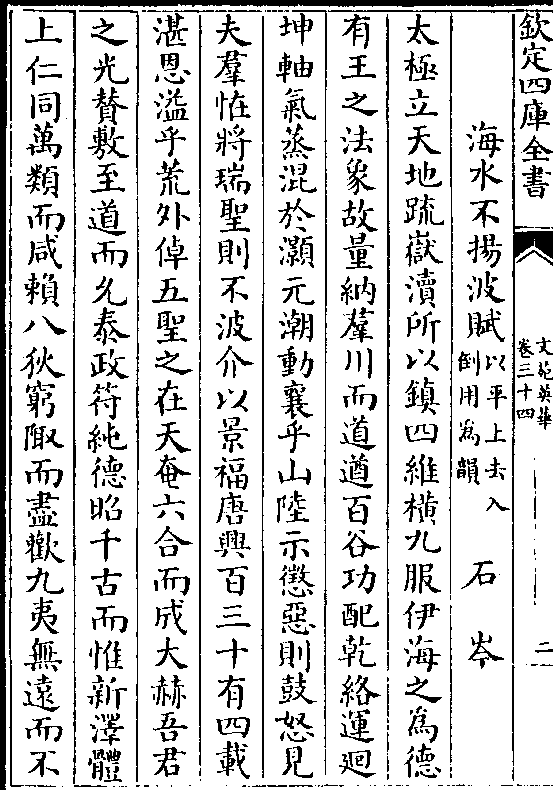 欽定四庫全書
文苑英華
卷三十四
二
海水不揚波賦以平上去入倒用為韻 石岑
太極立天地疏嶽瀆所以鎮四維橫九服伊海之為德
有王之法象故量納羣川而道遒百谷功配乾絡運迴
坤軸氣蒸混於灝元潮動襄乎山陸示懲惡則鼓怒見
夫羣恠將瑞聖則不波介以景福唐興百三十有四載
湛恩溢乎荒外倬五聖之在天奄六合而成大赫吾君
之光賛敷至道而乆泰政符純德昭千古而惟新澤體
上仁同萬類而咸賴八狄窮陬而盡歡九夷無遠而不